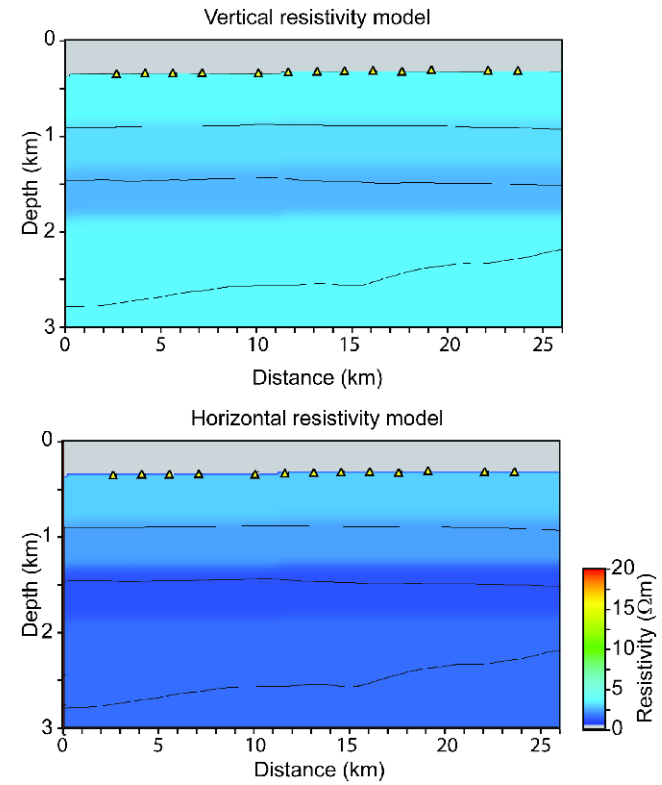 Vertical resistivity model
0
1
2
3
Depth (km)
0 5 10 15 20 25
Distance (km)
Horizontal resistivity model
0
1
2
3
Depth (km)
0 5 10 15 20 25
Distance (km)
20
15
10
5
0
Resistivity (Ωm)